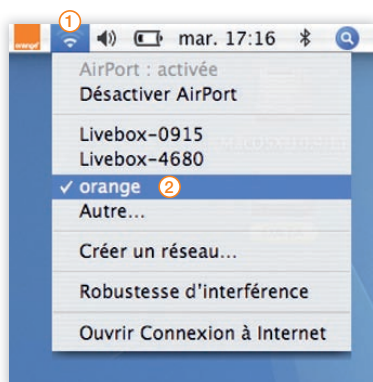 1
orange mar. 17:16
AirPort : activée
Désactiver AirPort
Livebox-0915
Livebox-4680
✓ orange 2
Autre...
Créer un réseau...
Robustesse d'interférence
Ouvrir Connexion à Internet